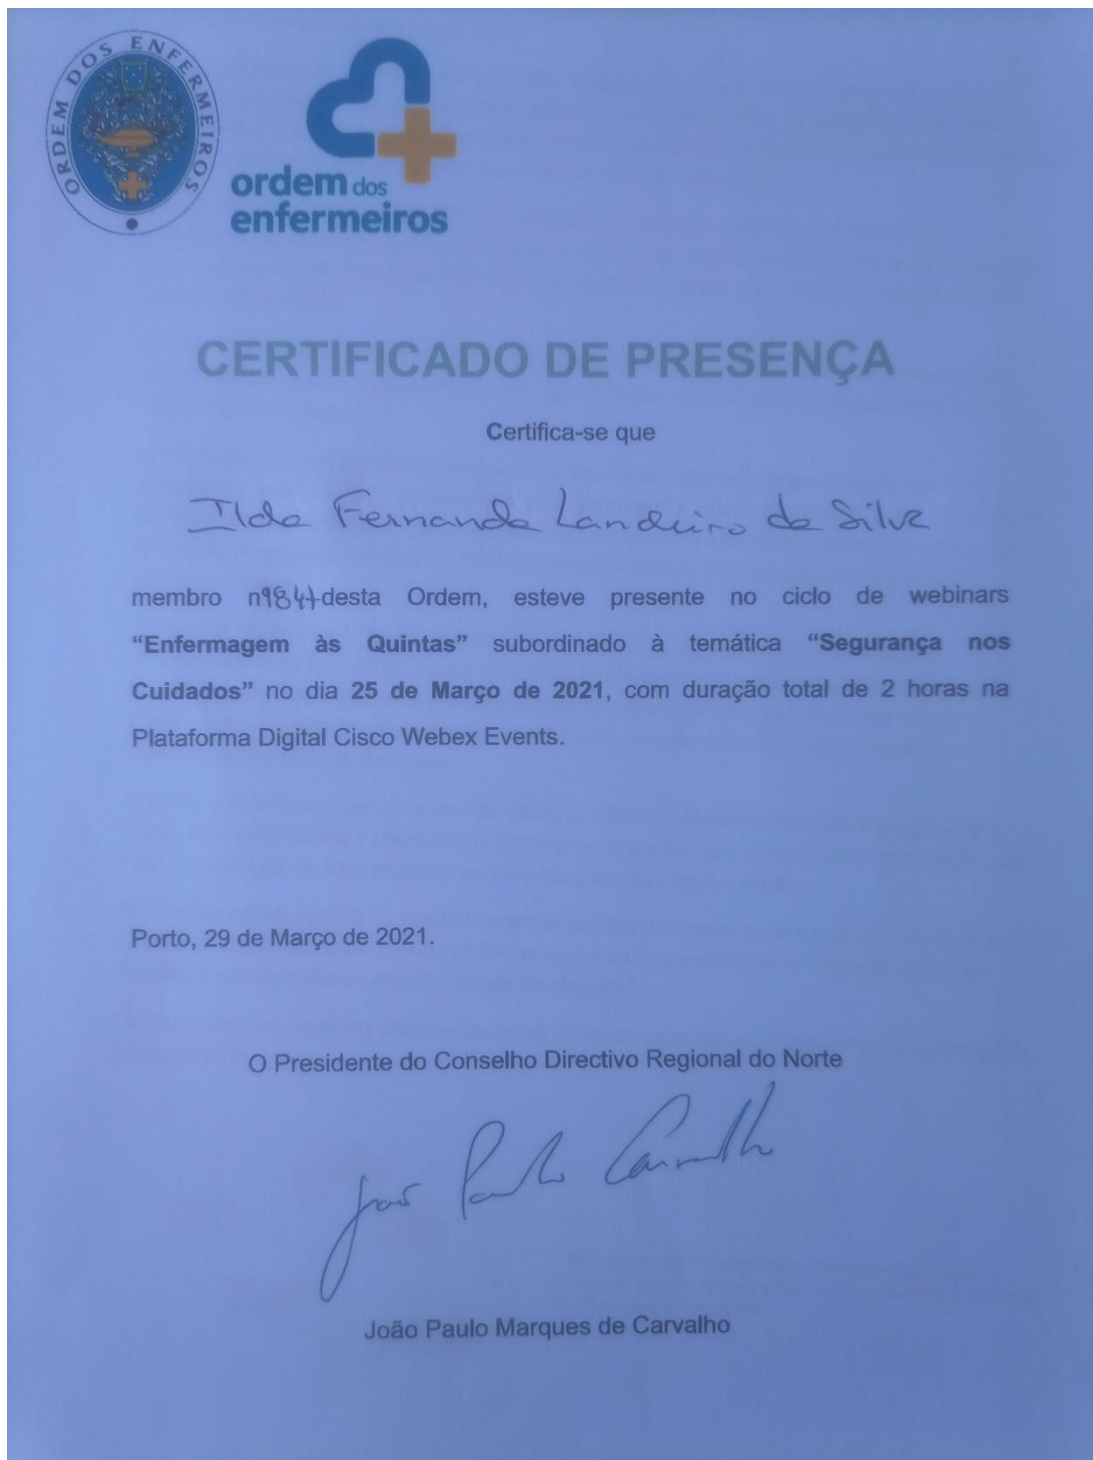 ORDEM DOS ENFERMEIROS
ordem dos
enfermeiros
CERTIFICADO DE PRESENÇA
Certifica-se que
Ilda Fernanda Landeiro da Silva
membro nº9847 desta Ordem, esteve presente no ciclo de webinars
“Enfermagem às Quintas” subordinado à temática “Segurança nos
Cuidados” no dia 25 de Março de 2021, com duração total de 2 horas na
Plataforma Digital Cisco Webex Events.
Porto, 29 de Março de 2021.
O Presidente do Conselho Directivo Regional do Norte
João Paulo Carvalho
João Paulo Marques de Carvalho